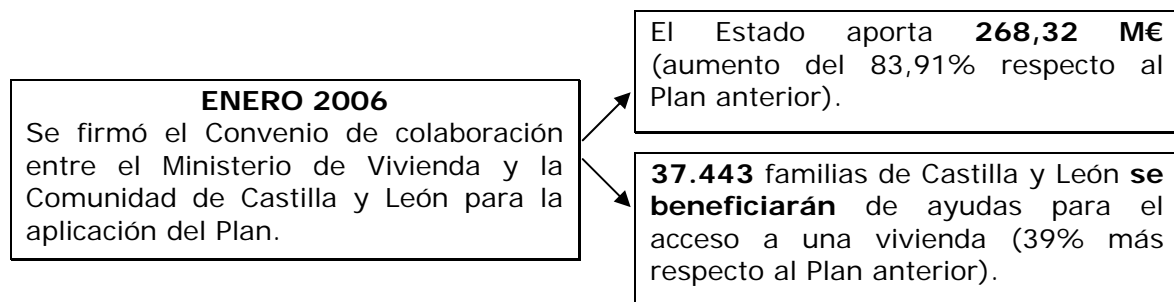 ENERO 2006
Se firmó el Convenio de colaboración
entre el Ministerio de Vivienda y la
Comunidad de Castilla y León para la
aplicación del Plan.
El Estado aporta 268,32 M€
(aumento del 83,91% respecto al
Plan anterior).
37.443 familias de Castilla y León se
beneficiarán de ayudas para el
acceso a una vivienda (39% más
respecto al Plan anterior).